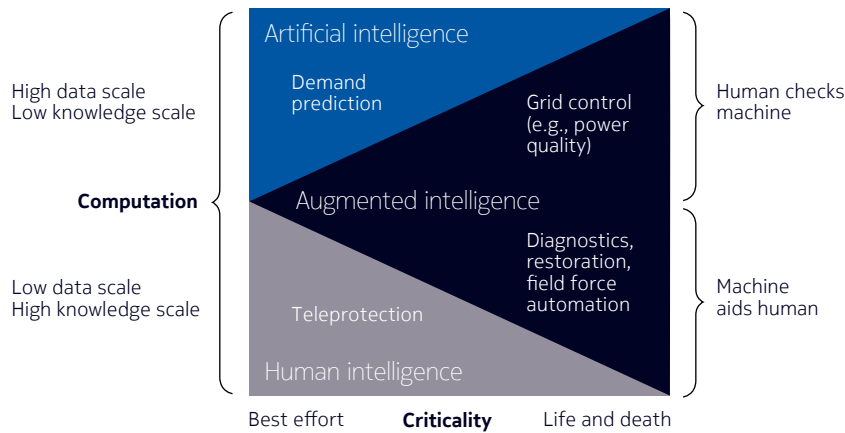 Artificial intelligence
Demand
prediction
High data scale
Low knowledge scale
Grid control
(e.g., power
quality)
Human checks
machine
Computation
Augmented intelligence
Diagnostics,
restoration,
field force
automation
Low data scale
High knowledge scale
Machine
aids human
Teleprotection
Human intelligence
Best effort
Criticality
Life and death